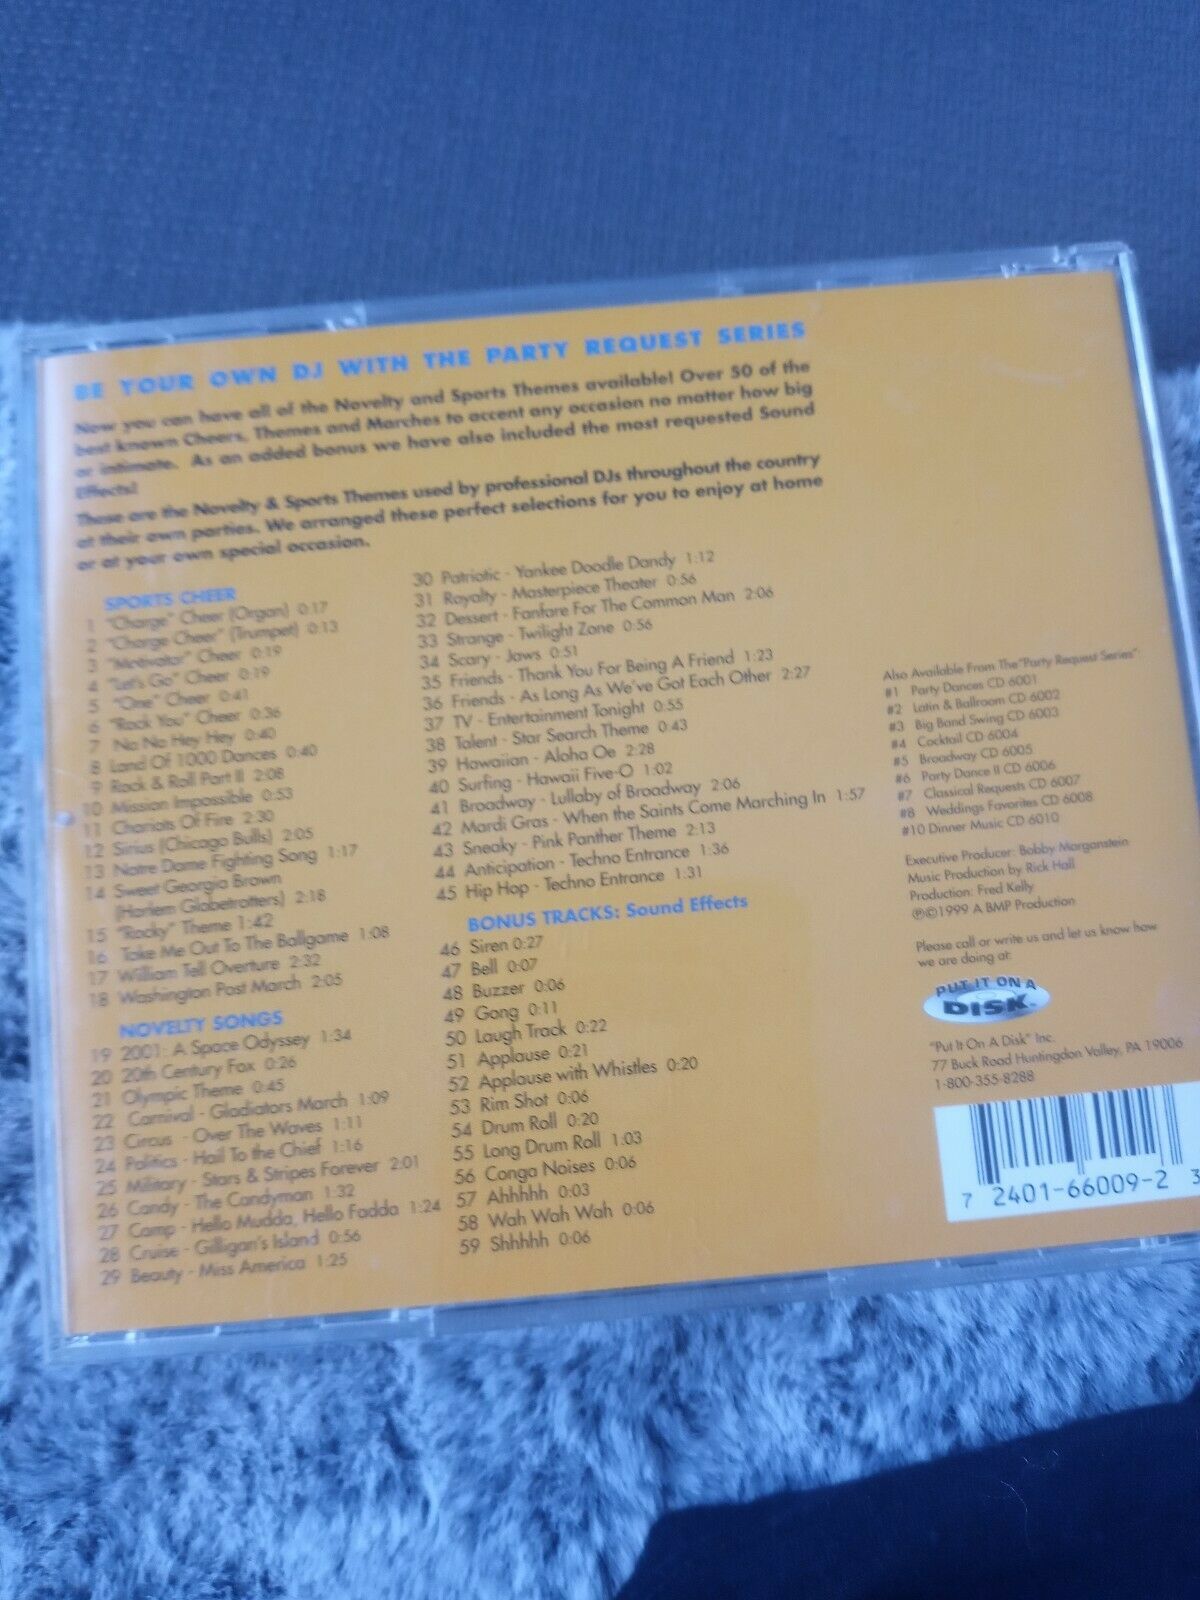 BE YOUR OWN DJ WITH THE PARTY REQUEST SERIES
Now you can have all of the Novelty and Sports Themes available! Over 50 of the
best known Cheers, Themes and Marches to accent any occasion no matter how big
or intimate. As an added bonus we have also included the most requested Sound
Effects!
These are the Novelty & Sports Themes used by professional DJs throughout the country
at their own parties. We arranged these perfect selections for you to enjoy at home
or at your own special occasion.
SPORTS CHEER
1 "Charge" Cheer (Organ) 0:17
2 "Charge Cheer" (Trumpet) 0:13
3 "Motivator" Cheer 0:19
4 "Let's Go" Cheer 0:19
5 "One" Cheer 0:41
6 "Rock You" Cheer 0:36
7 Na Na Hey Hey 0:40
8 Land Of 1000 Dances 0:40
9 Rock & Roll Part II 2:08
10 Mission Impossible 0:53
11 Chariots Of Fire 2:30
12 Sirius (Chicago Bulls) 2:05
13 Notre Dame Fighting Song 1:17
14 Sweet Georgia Brown
(Harlem Globetrotters) 2:18
15 "Rocky" Theme 1:42
16 Take Me Out To The Ballgame 1:08
17 William Tell Overture 2:32
18 Washington Post March 2:05
NOVELTY SONGS
19 2001: A Space Odyssey 1:34
20 20th Century Fox 0:26
21 Olympic Theme 0:45
22 Carnival - Gladiators March 1:09
23 Circus - Over The Waves 1:11
24 Politics - Hail To the Chief 1:16
25 Military - Stars & Stripes Forever 2:01
26 Candy - The Candyman 1:32
27 Camp - Hello Mudda, Hello Fadda 1:24
28 Cruise - Gilligan's Island 0:56
29 Beauty - Miss America 1:25
30 Patriotic - Yankee Doodle Dandy 1:12
31 Royalty - Masterpiece Theater 0:56
32 Dessert - Fanfare For The Common Man 2:06
33 Strange - Twilight Zone 0:56
34 Scary - Jaws 0:51
35 Friends - Thank You For Being A Friend 1:23
36 Friends - As Long As We've Got Each Other 2:27
37 TV - Entertainment Tonight 0:55
38 Talent - Star Search Theme 0:43
39 Hawaiian - Aloha Oe 2:28
40 Surfing - Hawaii Five-O 1:02
41 Broadway - Lullaby of Broadway 2:06
42 Mardi Gras - When the Saints Come Marching In 1:57
43 Sneaky - Pink Panther Theme 2:13
44 Anticipation - Techno Entrance 1:36
45 Hip Hop - Techno Entrance 1:31
BONUS TRACKS: Sound Effects
46 Siren 0:27
47 Bell 0:07
48 Buzzer 0:06
49 Gong 0:11
50 Laugh Track 0:22
51 Applause 0:21
52 Applause with Whistles 0:20
53 Rim Shot 0:06
54 Drum Roll 0:20
55 Long Drum Roll 1:03
56 Conga Noises 0:06
57 Ahhhhh 0:03
58 Wah Wah Wah 0:06
59 Shhhhh 0:06
Also Available From The "Party Request Series":
#1 Party Dances CD 6001
#2 Latin & Ballroom CD 6002
#3 Big Band Swing CD 6003
#4 Cocktail CD 6004
#5 Broadway CD 6005
#6 Party Dance II CD 6006
#7 Classical Requests CD 6007
#8 Weddings Favorites CD 6008
#10 Dinner Music CD 6010
Executive Producer: Bobby Morganstein
Music Production by Rick Hall
Production: Fred Kelly
℗©1999 A BMP Production
Please call or write us and let us know how
we are doing at:
PUT IT ON A
DISK™
"Put It On A Disk" Inc.
77 Buck Road Huntingdon Valley, PA 19006
1-800-355-8288
7 2401-66009-2 3